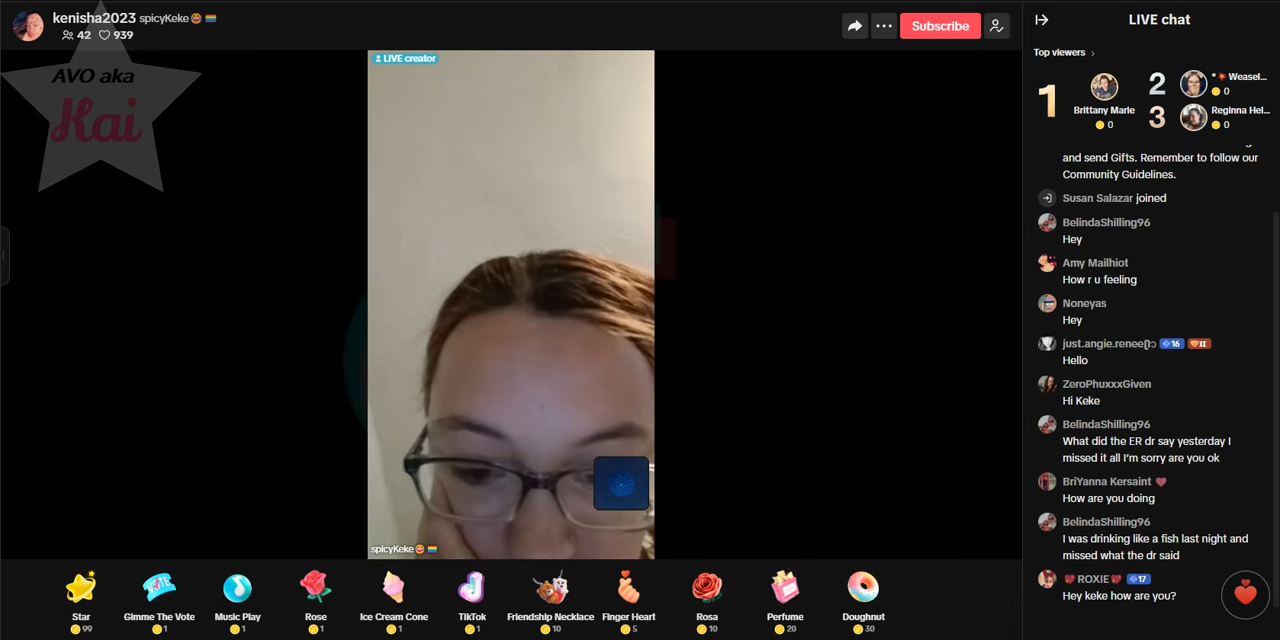 kenisha2023 spicyKeke
42 939
AVO aka
Kai
LIVE creator
spicyKeke
Subscribe
LIVE chat
Top viewers
1
Brittany Marie
0
2
Weasel...
0
3
Reginna Hel...
0
and send Gifts. Remember to follow our
Community Guidelines.
Susan Salazar joined
BelindaShilling96
Hey
Amy Mailhiot
How r u feeling
Noneyas
Hey
just.angie.renee 16 II
Hello
ZeroPhuxxxGiven
Hi Keke
BelindaShilling96
What did the ER dr say yesterday I
missed it all I'm sorry are you ok
BriYanna Kersaint
How are you doing
BelindaShilling96
I was drinking like a fish last night and
missed what the dr said
ROXIE 17
Hey keke how are you?
Star
99
Gimme The Vote
1
Music Play
1
Rose
1
Ice Cream Cone
1
TikTok
1
Friendship Necklace
10
Finger Heart
5
Rosa
10
Perfume
20
Doughnut
30